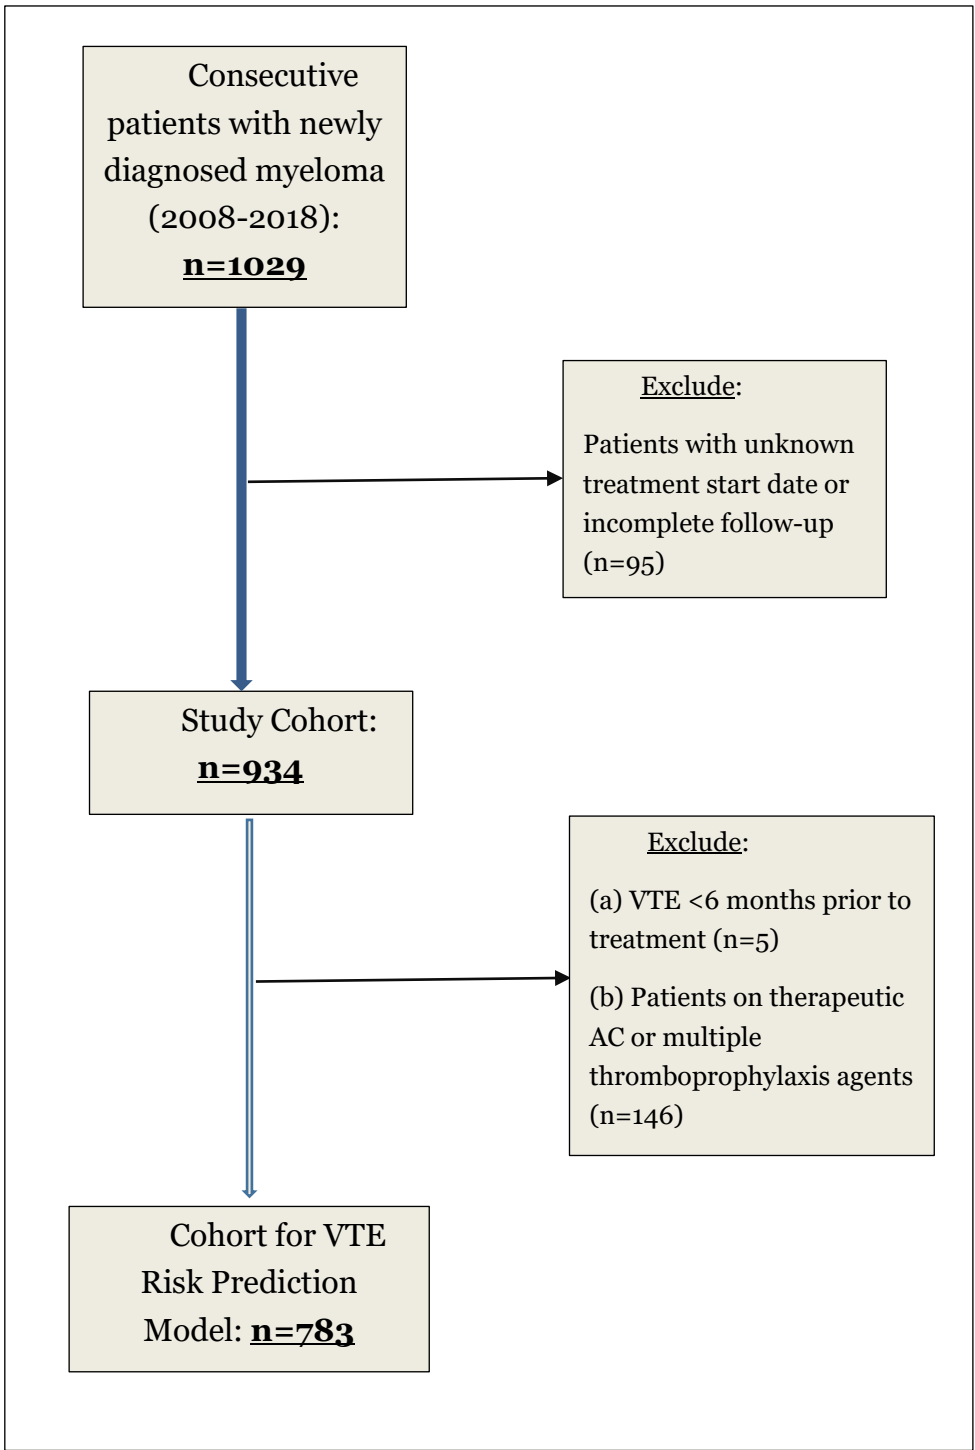 Consecutive
patients with newly
diagnosed myeloma
(2008-2018):
n=1029
Exclude:
Patients with unknown
treatment start date or
incomplete follow-up
(n=95)
Study Cohort:
n=934
Exclude:
(a) VTE <6 months prior to
treatment (n=5)
(b) Patients on therapeutic
AC or multiple
thromboprophylaxis agents
(n=146)
Cohort for VTE
Risk Prediction
Model: n=783